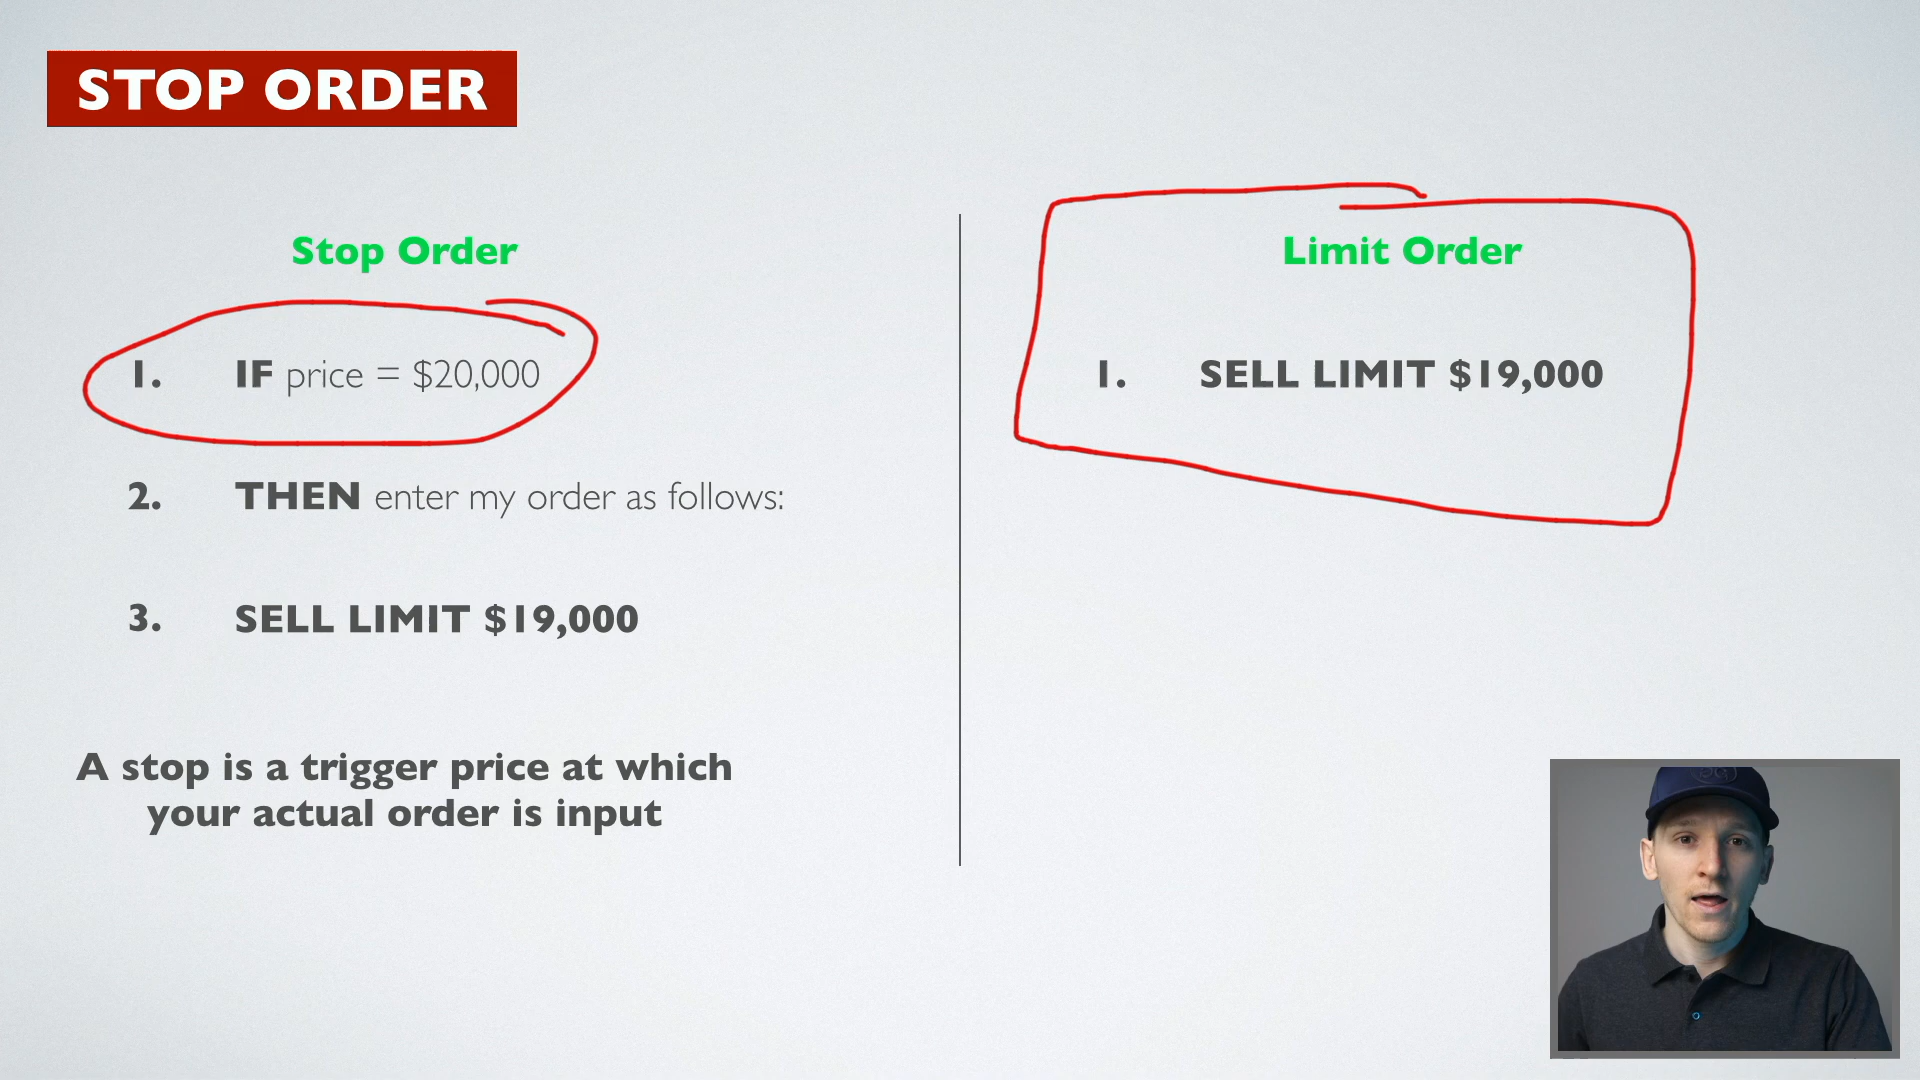 STOP ORDER
Stop Order
1. IF price = $20,000
2. THEN enter my order as follows:
3. SELL LIMIT $19,000
A stop is a trigger price at which
your actual order is input
Limit Order
1. SELL LIMIT $19,000